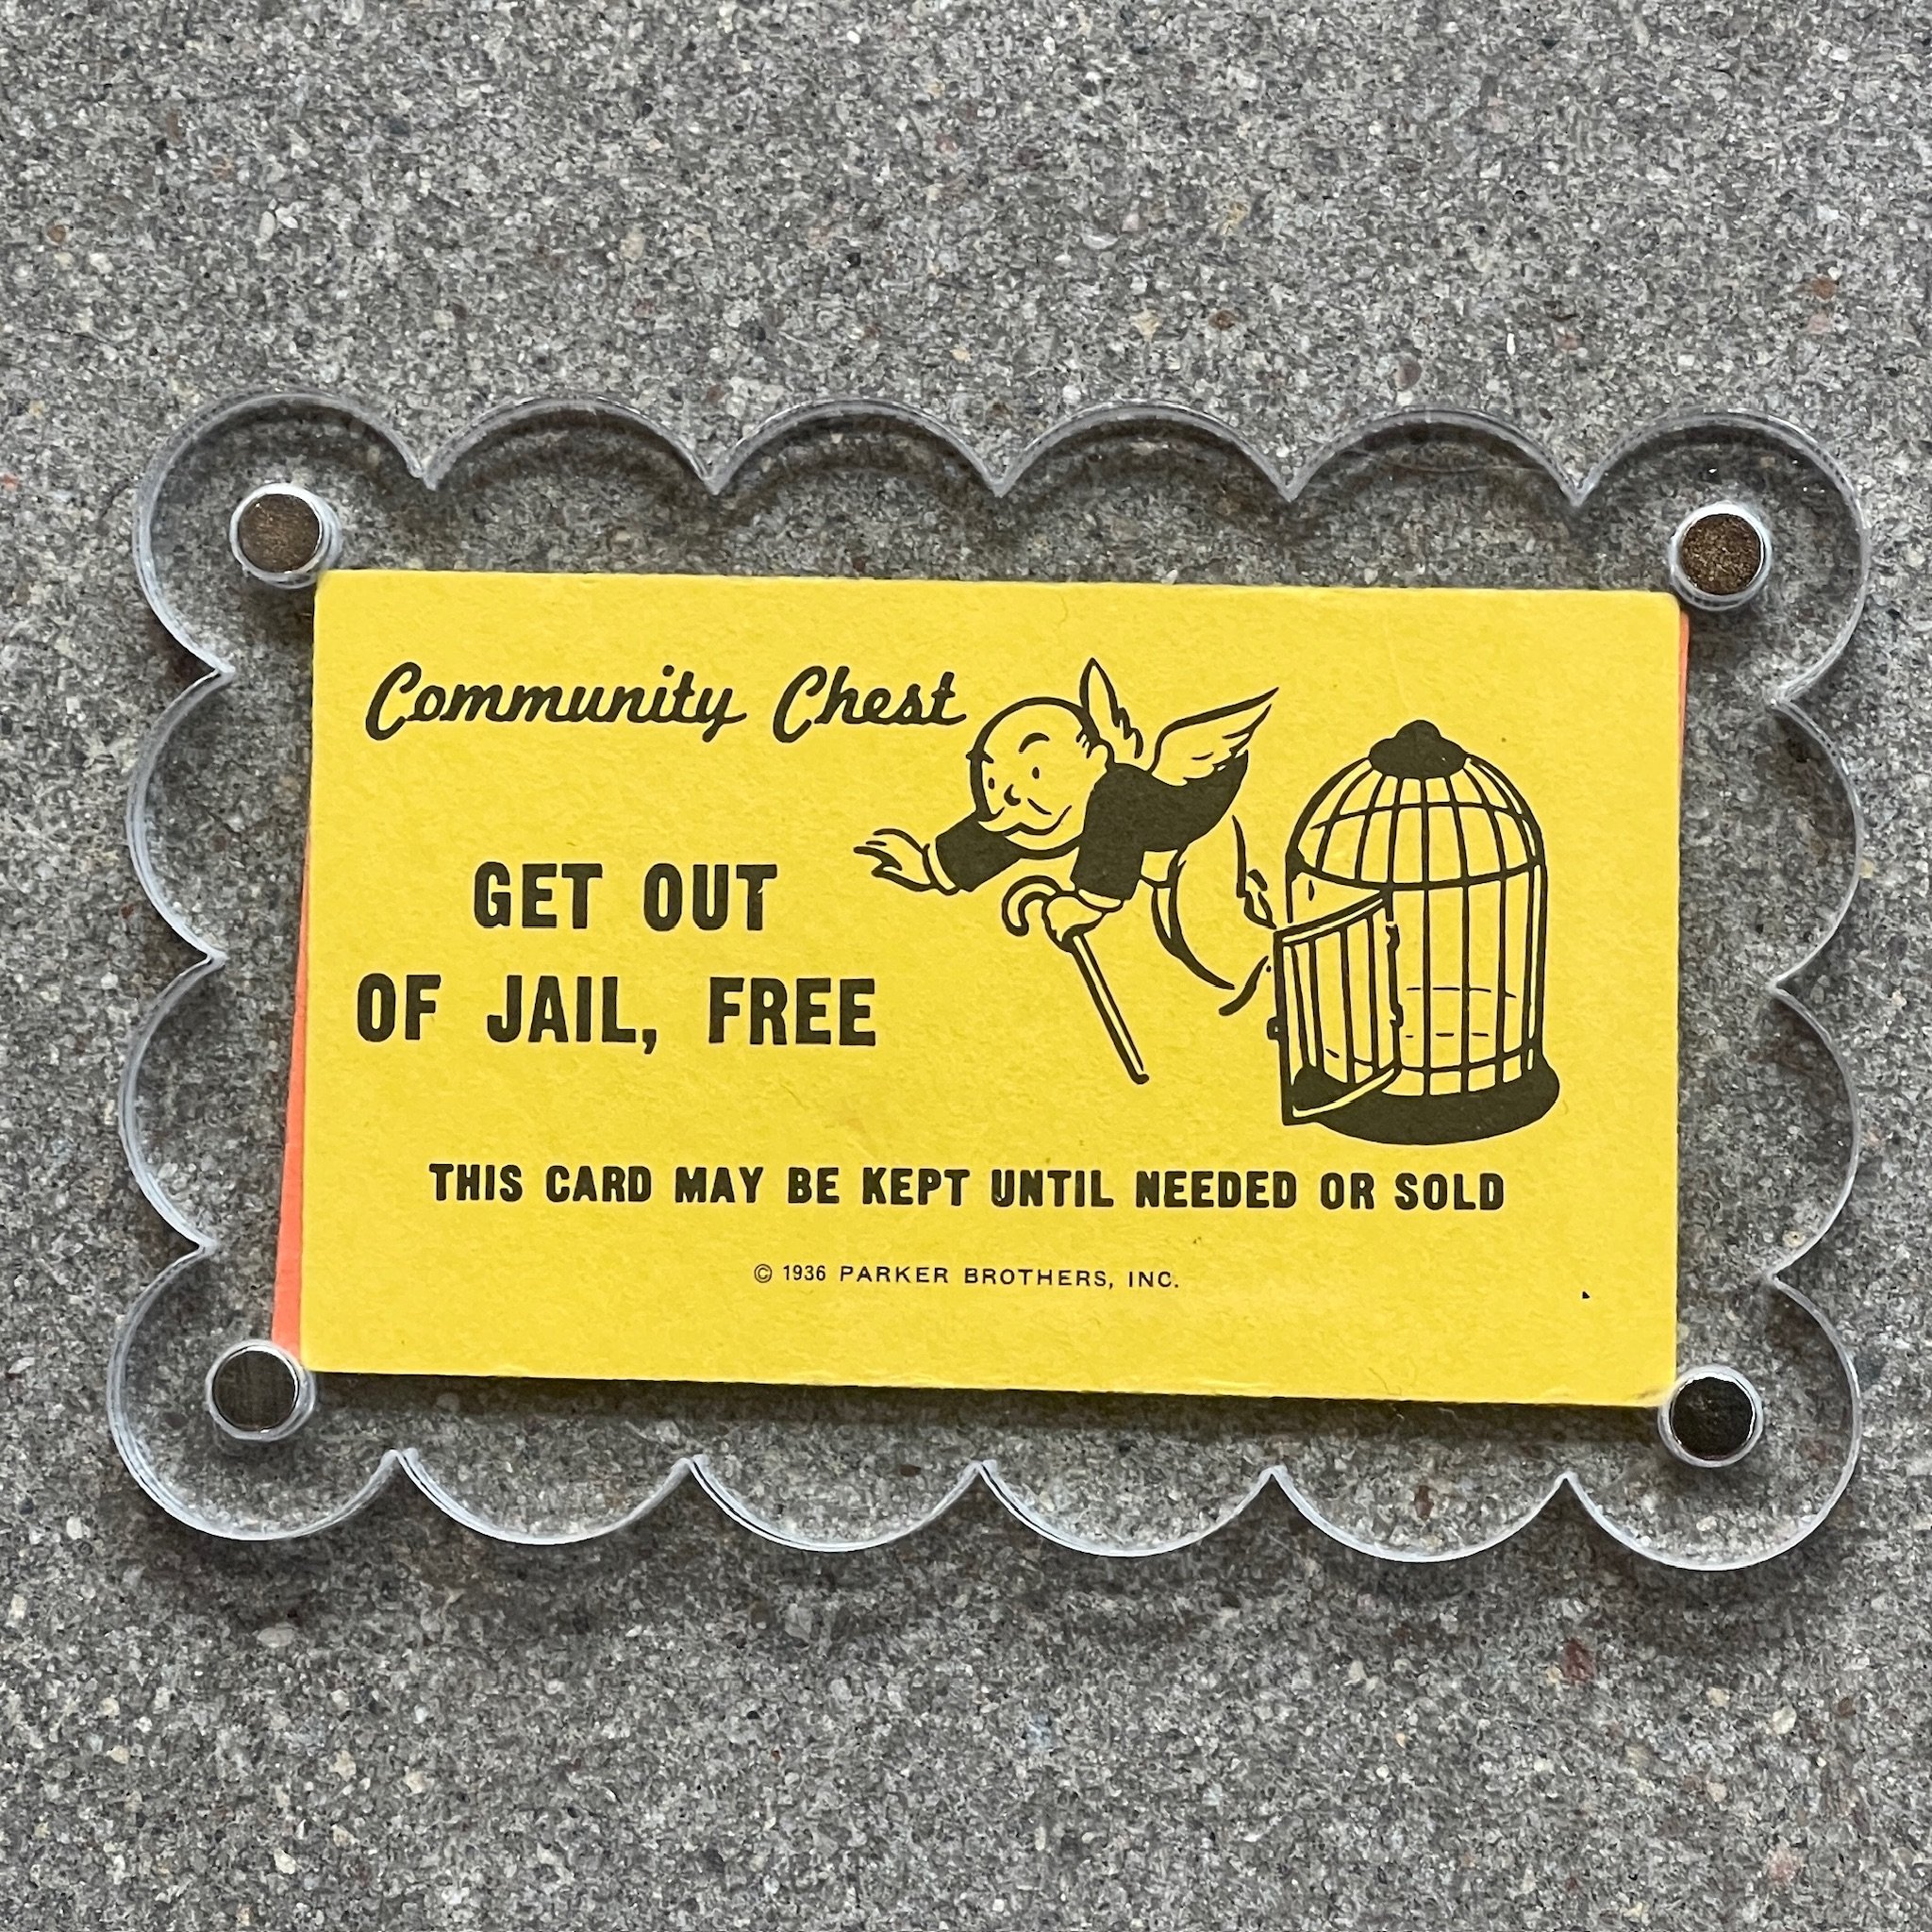 Community Chest
GET OUT
OF JAIL, FREE
THIS CARD MAY BE KEPT UNTIL NEEDED OR SOLD
© 1936 PARKER BROTHERS, INC.